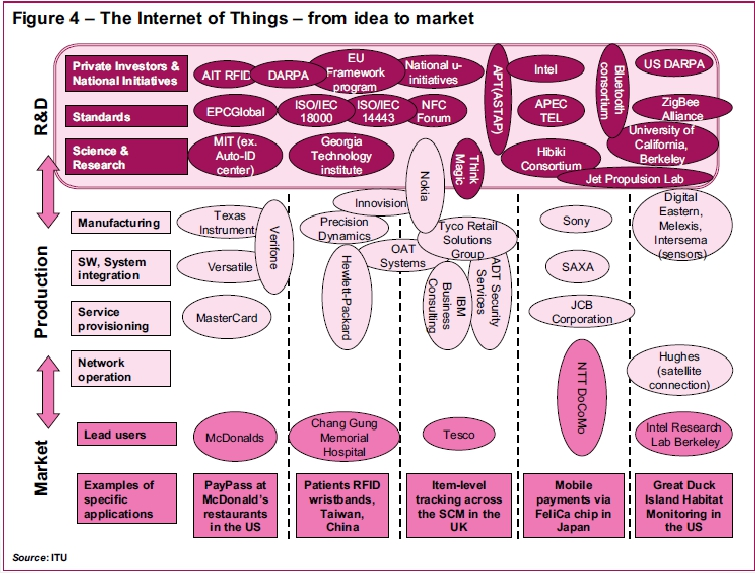 Figure 4 – The Internet of Things – from idea to market
R&D
Private Investors &
National Initiatives
AIT RFID
DARPA
EU
Framework
program
National u-
initiatives
APT(ASTAP)
Intel
Bluetooth
consortium
US DARPA
Standards
EPCGlobal
ISO/IEC
18000
ISO/IEC
14443
NFC
Forum
APEC
TEL
ZigBee
Alliance
Science &
Research
MIT (ex.
Auto-ID
center)
Georgia
Technology
institute
Nokia
Think
Magic
Hibiki
Consortium
University of
California,
Berkeley
Jet Propulsion Lab
Production
Manufacturing
Texas
Instrument
Verifone
Innovision
Precision
Dynamics
Tyco Retail
Solutions
Group
Sony
Digital
Eastern,
Melexis,
Intersema
(sensors)
SW, System
integration
Versatile
Hewlett-Packard
OAT
Systems
IBM
Business
Consulting
ADT Security
Services
SAXA
Service
provisioning
MasterCard
JCB
Corporation
Network
operation
NTT DoCoMo
Hughes
(satellite
connection)
Market
Lead users
McDonalds
Chang Gung
Memorial
Hospital
Tesco
Intel Research
Lab Berkeley
Examples of
specific
applications
PayPass at
McDonald's
restaurants
in the US
Patients RFID
wristbands,
Taiwan,
China
Item-level
tracking across
the SCM in the
UK
Mobile
payments via
FeliCa chip in
Japan
Great Duck
Island Habitat
Monitoring in
the US
Source: ITU